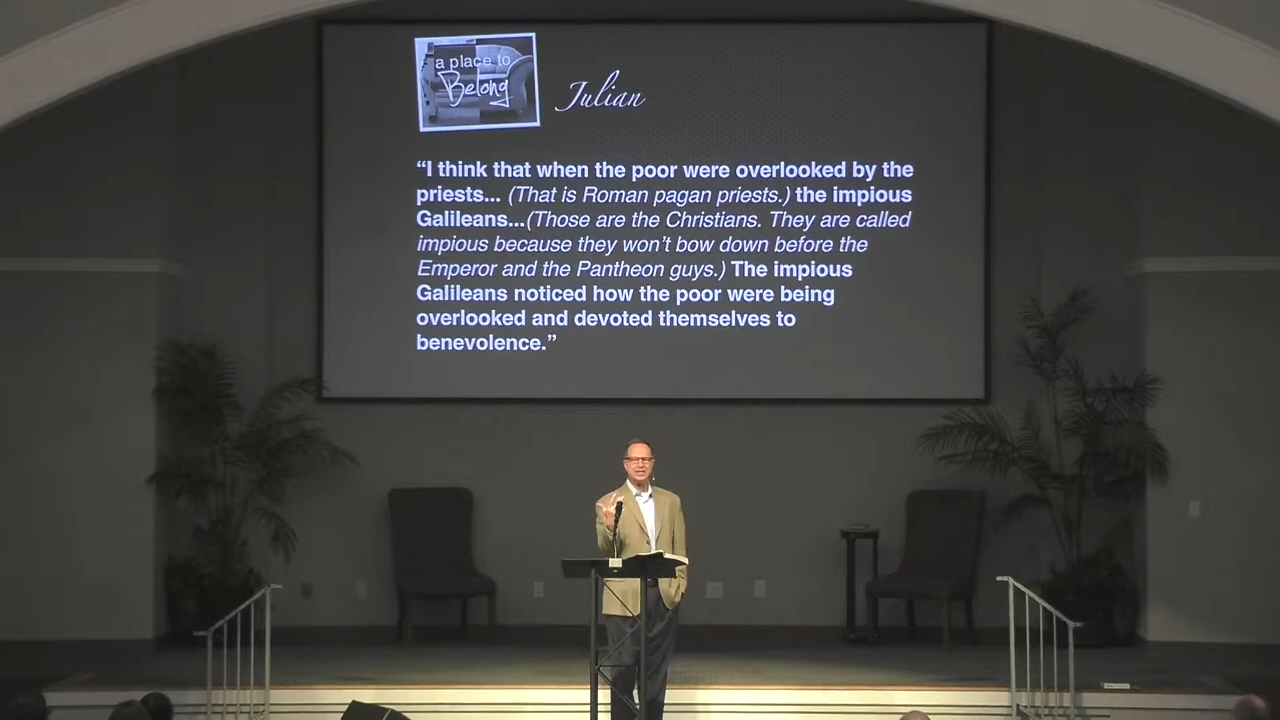 a place to
Belong
Julian
“I think that when the poor were overlooked by the
priests... (That is Roman pagan priests.) the impious
Galileans...(Those are the Christians. They are called
impious because they won’t bow down before the
Emperor and the Pantheon guys.) The impious
Galileans noticed how the poor were being
overlooked and devoted themselves to
benevolence.”